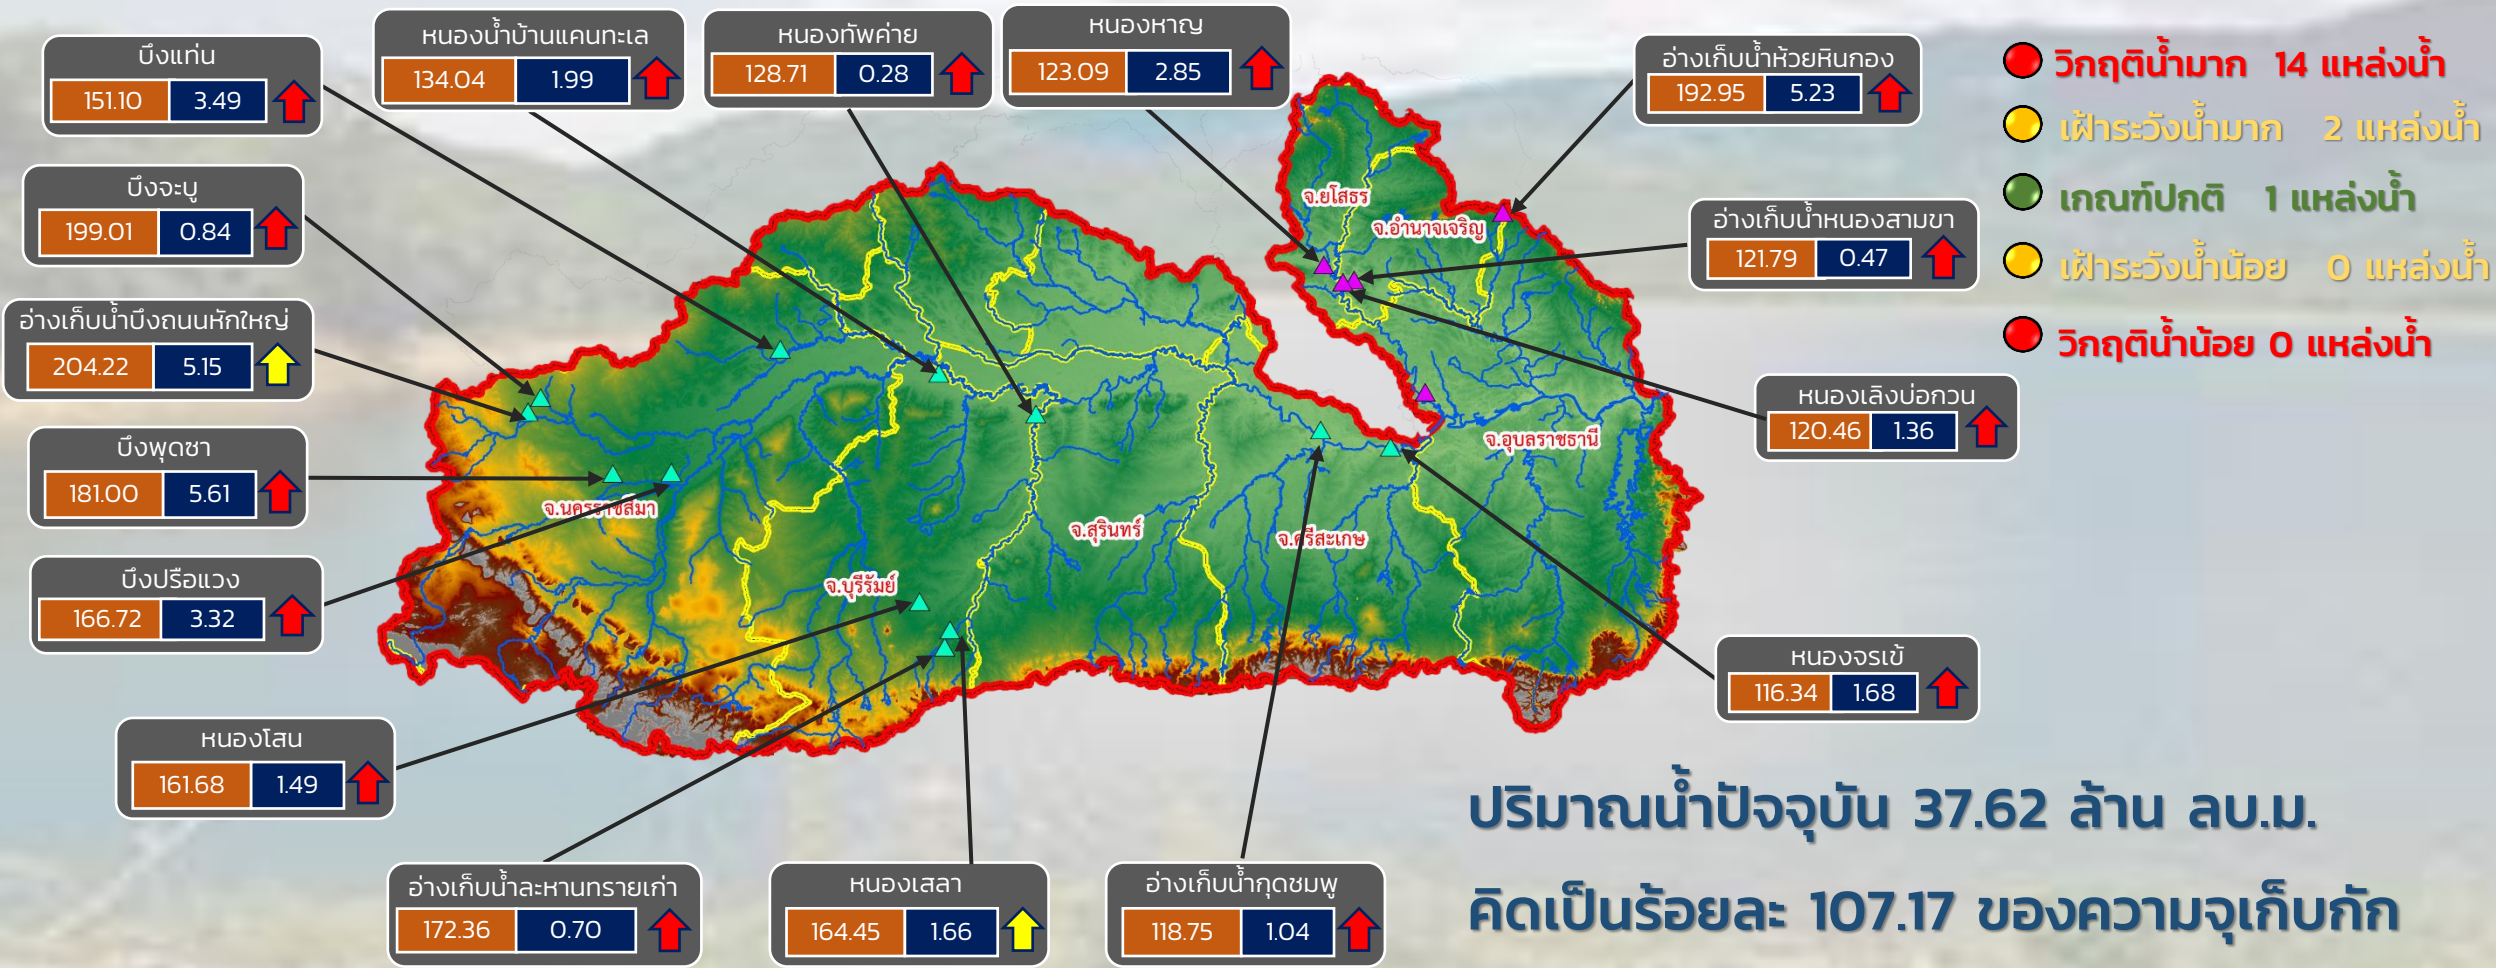 บึงแท่น
151.10 3.49
หนองน้ำบ้านแคนทะเล
134.04 1.99
หนองทัพค่าย
128.71 0.28
หนองหาญ
123.09 2.85
อ่างเก็บน้ำห้วยหินกอง
192.95 5.23
วิกฤติน้ำมาก 14 แหล่งน้ำ
เฝ้าระวังน้ำมาก 2 แหล่งน้ำ
เกณฑ์ปกติ 1 แหล่งน้ำ
เฝ้าระวังน้ำน้อย 0 แหล่งน้ำ
วิกฤติน้ำน้อย 0 แหล่งน้ำ
บึงจะบู
199.01 0.84
อ่างเก็บน้ำหนองสามขา
121.79 0.47
อ่างเก็บน้ำบึงถนนหักใหญ่
204.22 5.15
หนองเลิงบ่อกวน
120.46 1.36
บึงพุดซา
181.00 5.61
บึงปรือแวง
166.72 3.32
จ.ยโสธร
จ.อำนาจเจริญ
จ.อุบลราชธานี
จ.นครราชสีมา
จ.สุรินทร์
จ.ศรีสะเกษ
จ.บุรีรัมย์
หนองจรเข้
116.34 1.68
หนองโสน
161.68 1.49
อ่างเก็บน้ำละหานทรายเก่า
172.36 0.70
หนองเสลา
164.45 1.66
อ่างเก็บน้ำกุดชมพู
118.75 1.04
ปริมาณน้ำปัจจุบัน 37.62 ล้าน ลบ.ม.
คิดเป็นร้อยละ 107.17 ของความจุเก็บกัก